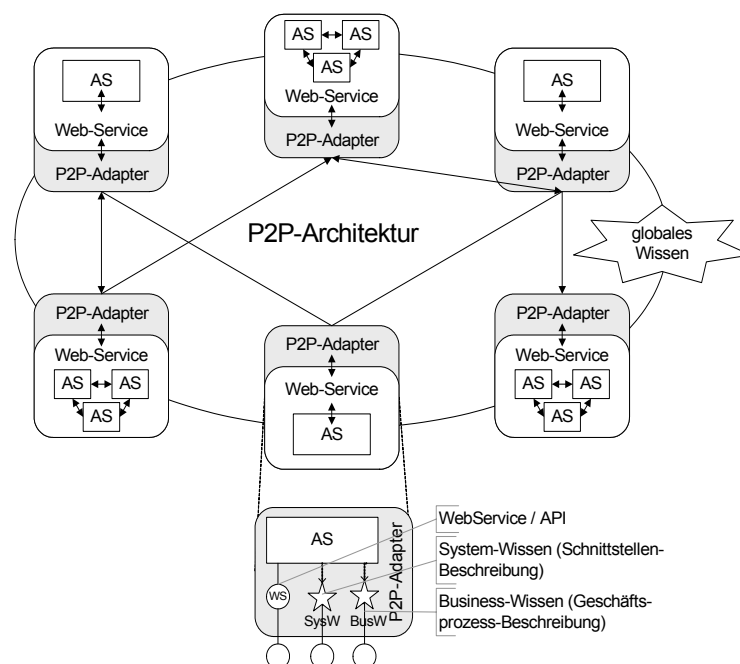 AS
Web-Service
P2P-Adapter
AS
AS
AS
Web-Service
P2P-Adapter
AS
Web-Service
P2P-Adapter
P2P-Architektur
globales
Wissen
P2P-Adapter
Web-Service
AS
AS
AS
P2P-Adapter
Web-Service
AS
P2P-Adapter
Web-Service
AS
AS
AS
AS
P2P-Adapter
WS
SysW
BusW
WebService / API
System-Wissen (Schnittstellen-
Beschreibung)
Business-Wissen (Geschäfts-
prozess-Beschreibung)